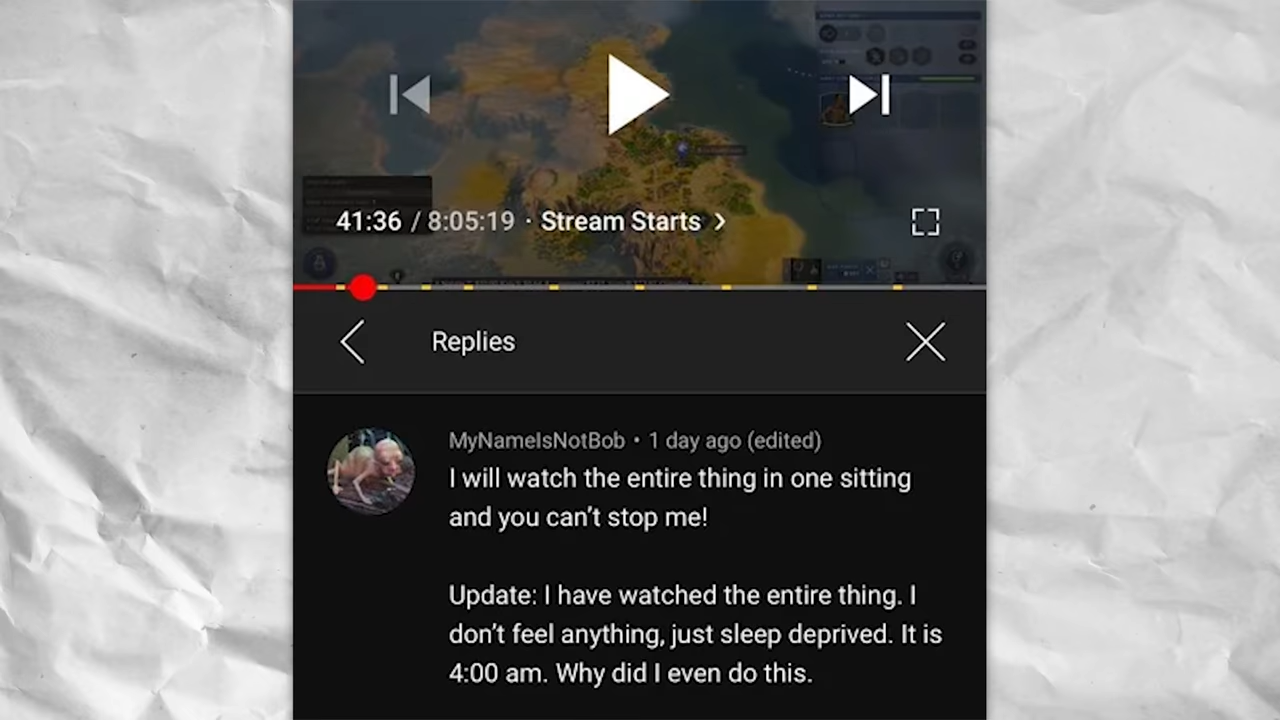 41:36 / 8:05:19 · Stream Starts
Replies
MyNameIsNotBob • 1 day ago (edited)
I will watch the entire thing in one sitting
and you can't stop me!
Update: I have watched the entire thing. I
don't feel anything, just sleep deprived. It is
4:00 am. Why did I even do this.